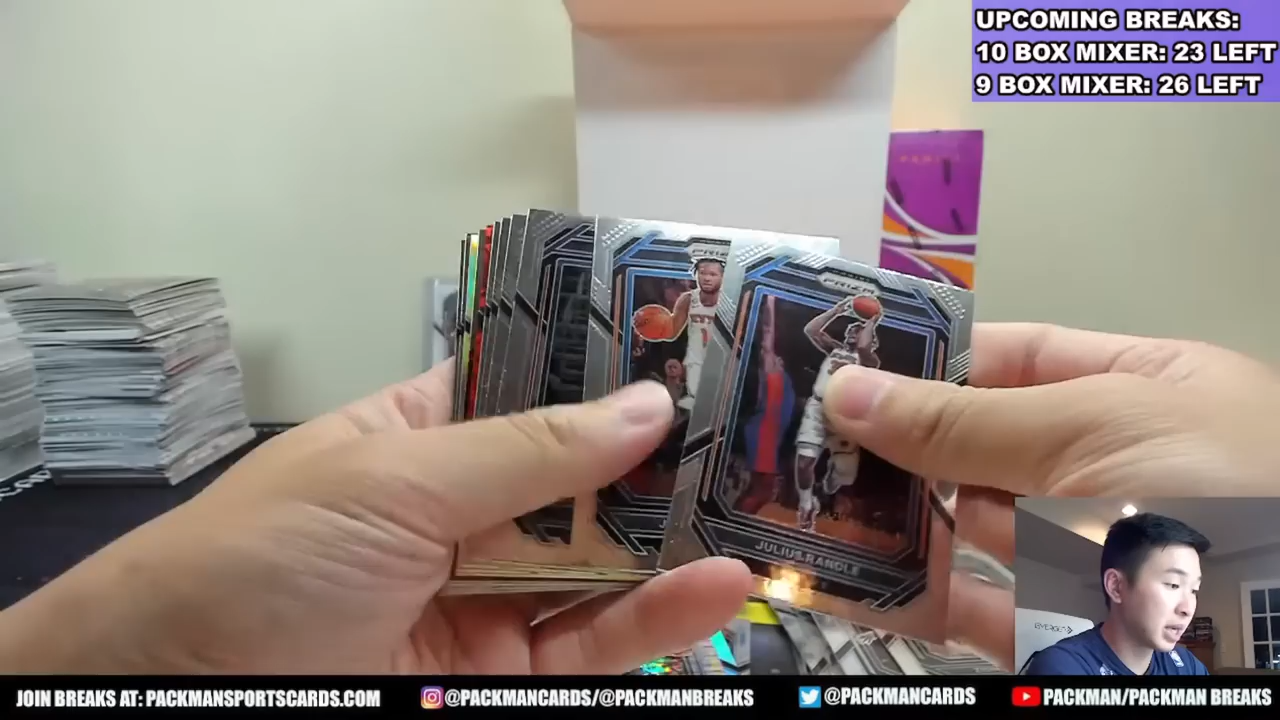 UPCOMING BREAKS:
10 BOX MIXER: 23 LEFT
9 BOX MIXER: 26 LEFT
PANINI
PRIZM
JULIUS RANDLE
JOIN BREAKS AT: PACKMANSPORTSCARDS.COM
@PACKMANCARDS/@PACKMANBREAKS
@PACKMANCARDS
PACKMAN/PACKMAN BREAKS